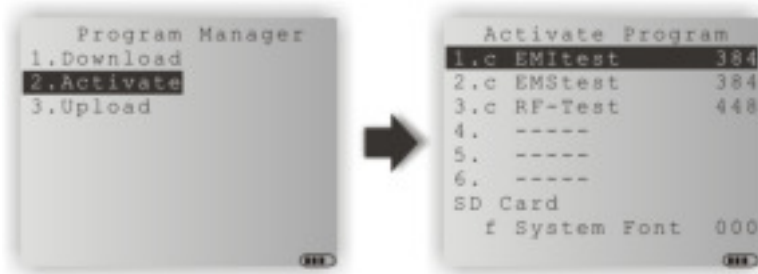 Program Manager
1.Download
2.Activate
3.Upload
Activate Program
1.c EMItest 384
2.c EMStest 384
3.c RF-Test 448
4. -----
5. -----
6. -----
SD Card
f System Font 000